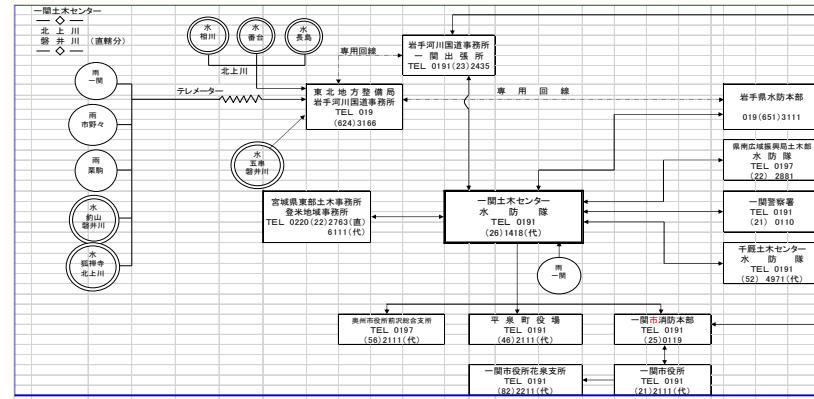 一関土木センター
北上川
磐井川 (直轄分)
水
相川
水
番台
水
長島
北上川
専用回線
岩手河川国道事務所
一関出張所
TEL 0191(23)2435
雨
一関
テレメーター
東北地方整備局
岩手河川国道事務所
TEL 019
(624)3166
専用回線
岩手県水防本部
019(651)3111
雨
市野々
水
五串
磐井川
県南広域振興局土木部
水防隊
TEL 0197
(22) 2881
雨
栗駒
宮城県東部土木事務所
登米地域事務所
TEL 0220(22)2763(直)
6111(代)
一関土木センター
水防隊
TEL 0191
(26)1418(代)
一関警察署
TEL 0191
(21) 0110
水
釣山
磐井川
千厩土木センター
水防隊
TEL 0191
(52) 4971(代)
水
狐禅寺
北上川
雨
一関
奥州市役所前沢総合支所
TEL 0197
(56)2111(代)
平泉町役場
TEL 0191
(46)2111(代)
一関市消防本部
TEL 0191
(25)0119
一関市役所花泉支所
TEL 0191
(82)2211(代)
一関市役所
TEL 0191
(21)2111(代)